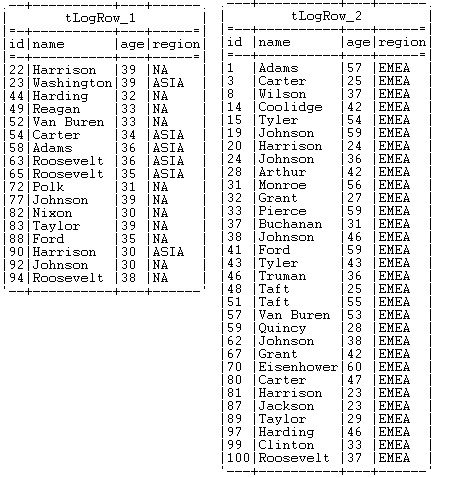 tLogRow_1
id|name|age|region
22|Harrison|39|NA
23|Washington|39|ASIA
44|Harding|32|NA
49|Reagan|33|NA
52|Van Buren|33|NA
54|Carter|34|ASIA
58|Adams|36|ASIA
63|Roosevelt|36|ASIA
65|Roosevelt|35|ASIA
72|Polk|31|NA
77|Johnson|39|NA
82|Nixon|30|NA
83|Taylor|39|NA
88|Ford|35|NA
90|Harrison|30|ASIA
92|Johnson|30|NA
94|Roosevelt|38|NA
tLogRow_2
id|name|age|region
1|Adams|57|EMEA
3|Carter|25|EMEA
8|Wilson|37|EMEA
14|Coolidge|42|EMEA
15|Tyler|54|EMEA
19|Johnson|59|EMEA
20|Harrison|24|EMEA
24|Johnson|36|EMEA
28|Arthur|42|EMEA
31|Monroe|56|EMEA
32|Grant|27|EMEA
33|Pierce|59|EMEA
37|Buchanan|31|EMEA
38|Johnson|46|EMEA
41|Ford|59|EMEA
43|Tyler|43|EMEA
46|Truman|36|EMEA
48|Taft|25|EMEA
51|Taft|55|EMEA
57|Van Buren|53|EMEA
59|Quincy|28|EMEA
62|Johnson|38|EMEA
67|Grant|42|EMEA
70|Eisenhower|60|EMEA
80|Carter|47|EMEA
81|Harrison|23|EMEA
87|Jackson|23|EMEA
89|Taylor|29|EMEA
97|Harding|46|EMEA
99|Clinton|33|EMEA
100|Roosevelt|37|EMEA